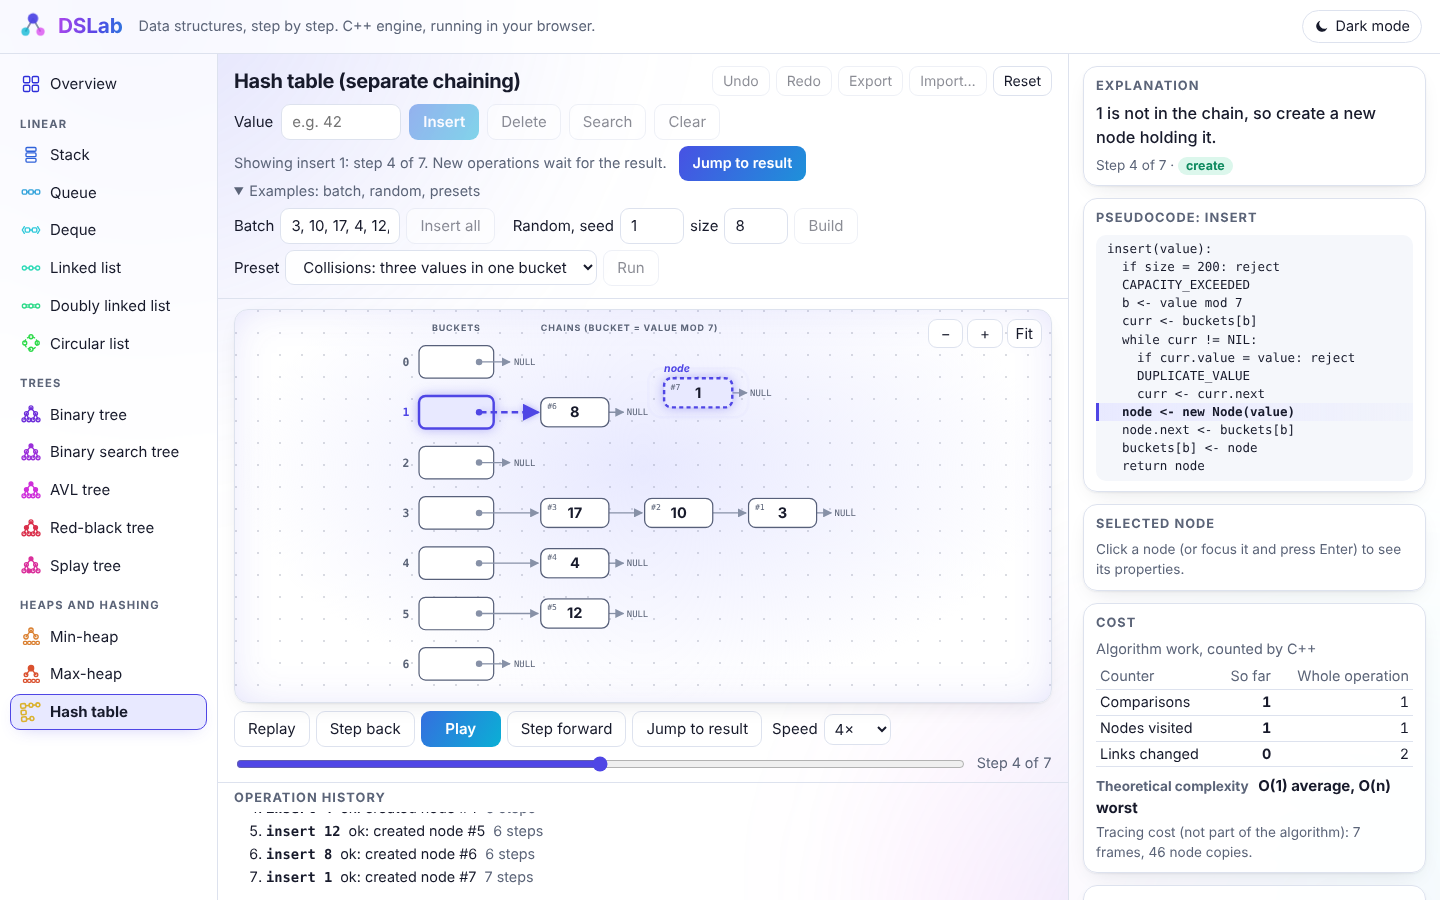 DSLab
Data structures, step by step. C++ engine, running in your browser.
Dark mode
Overview
LINEAR
Stack
Queue
Deque
Linked list
Doubly linked list
Circular list
TREES
Binary tree
Binary search tree
AVL tree
Red-black tree
Splay tree
HEAPS AND HASHING
Min-heap
Max-heap
Hash table
Hash table (separate chaining)
Undo
Redo
Export
Import...
Reset
Value
e.g. 42
Insert
Delete
Search
Clear
Showing insert 1: step 4 of 7. New operations wait for the result.
Jump to result
▼ Examples: batch, random, presets
Batch
3, 10, 17, 4, 12,
Insert all
Random, seed
1
size
8
Build
Preset
Collisions: three values in one bucket
Run
BUCKETS
CHAINS (BUCKET = VALUE MOD 7)
−
+
Fit
0
NULL
node
#7
1
NULL
1
#6
8
NULL
2
NULL
3
#3
17
#2
10
#1
3
NULL
4
#4
4
NULL
5
#5
12
NULL
6
NULL
Replay
Step back
Play
Step forward
Jump to result
Speed
4×
Step 4 of 7
OPERATION HISTORY
5. insert 12 ok: created node #5 6 steps
6. insert 8 ok: created node #6 6 steps
7. insert 1 ok: created node #7 7 steps
EXPLANATION
1 is not in the chain, so create a new
node holding it.
Step 4 of 7 · create
PSEUDOCODE: INSERT
insert(value):
if size = 200: reject
CAPACITY_EXCEEDED
b <- value mod 7
curr <- buckets[b]
while curr != NIL:
if curr.value = value: reject
DUPLICATE_VALUE
curr <- curr.next
node <- new Node(value)
node.next <- buckets[b]
buckets[b] <- node
return node
SELECTED NODE
Click a node (or focus it and press Enter) to see
its properties.
COST
Algorithm work, counted by C++
Counter So far Whole operation
Comparisons 1 1
Nodes visited 1 1
Links changed 0 2
Theoretical complexity O(1) average, O(n)
worst
Tracing cost (not part of the algorithm): 7
frames, 46 node copies.